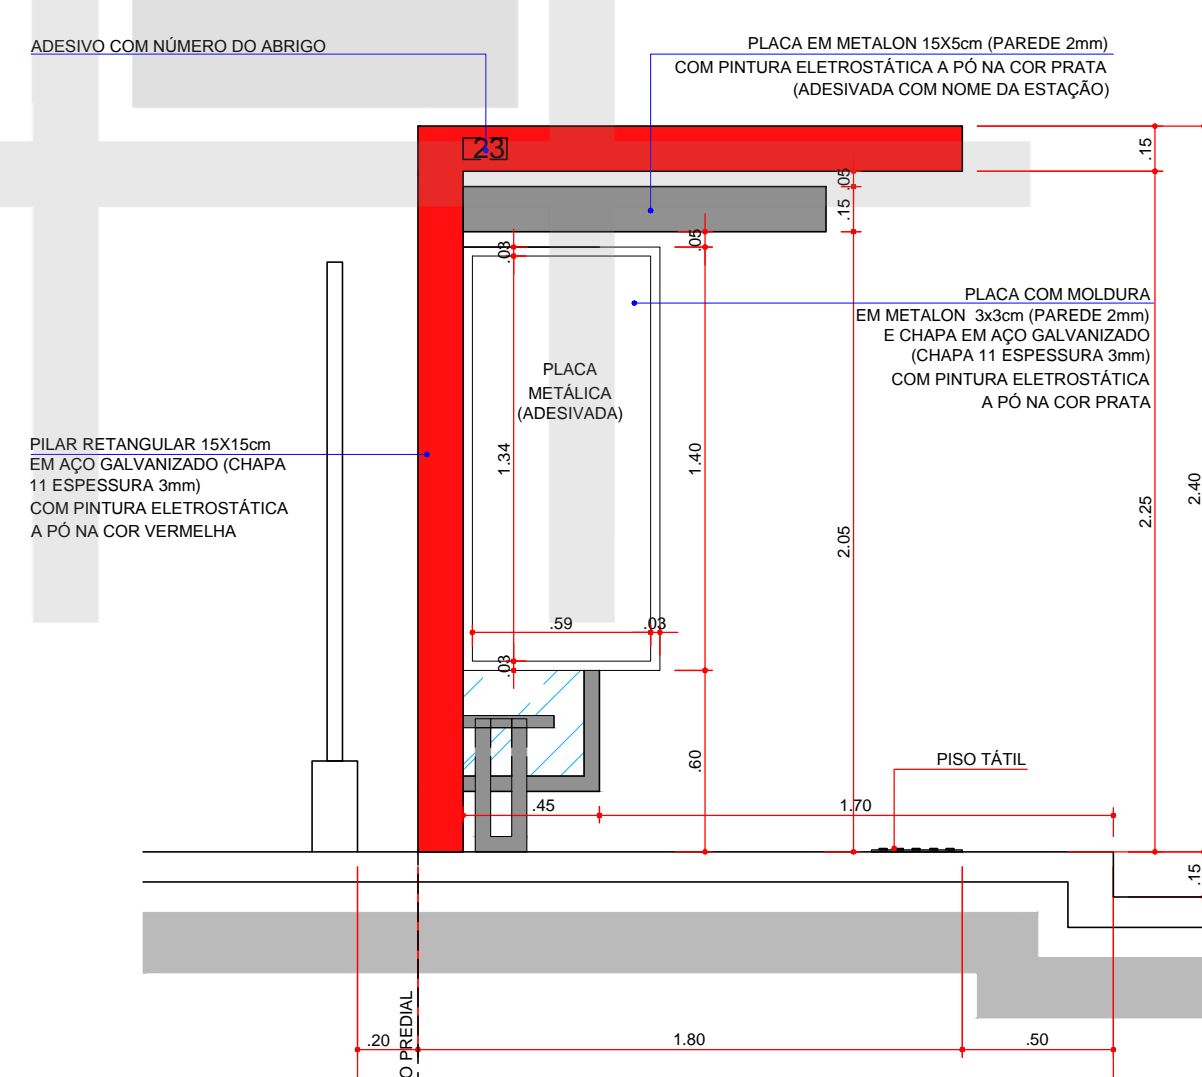 ADESIVO COM NÚMERO DO ABRIGO
PLACA EM METALON 15X5cm (PAREDE 2mm)
COM PINTURA ELETROSTÁTICA A PÓ NA COR PRATA
(ADESIVADA COM NOME DA ESTAÇÃO)
23
.15
.05
.15
.05
.03
PLACA COM MOLDURA
EM METALON 3x3cm (PAREDE 2mm)
E CHAPA EM AÇO GALVANIZADO
(CHAPA 11 ESPESSURA 3mm)
COM PINTURA ELETROSTÁTICA
A PÓ NA COR PRATA
PLACA
METÁLICA
(ADESIVADA)
PILAR RETANGULAR 15X15cm
EM AÇO GALVANIZADO (CHAPA
11 ESPESSURA 3mm)
COM PINTURA ELETROSTÁTICA
A PÓ NA COR VERMELHA
1.34
1.40
2.05
2.25
2.40
.59
.03
.03
.60
PISO TÁTIL
.45
1.70
.15
O PREDIAL
.20
1.80
.50